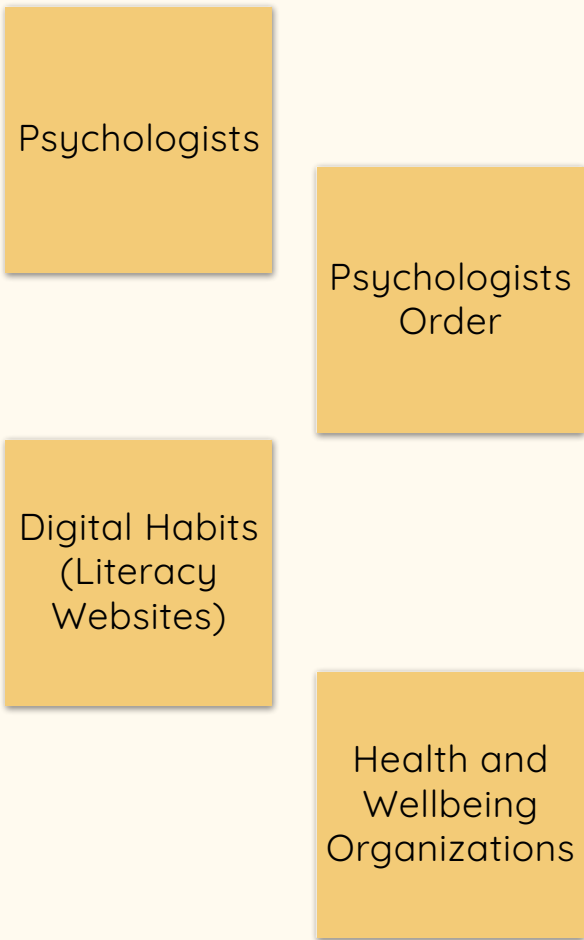 Psychologists
Psychologists
Order
Digital Habits
(Literacy
Websites)
Health and
Wellbeing
Organizations